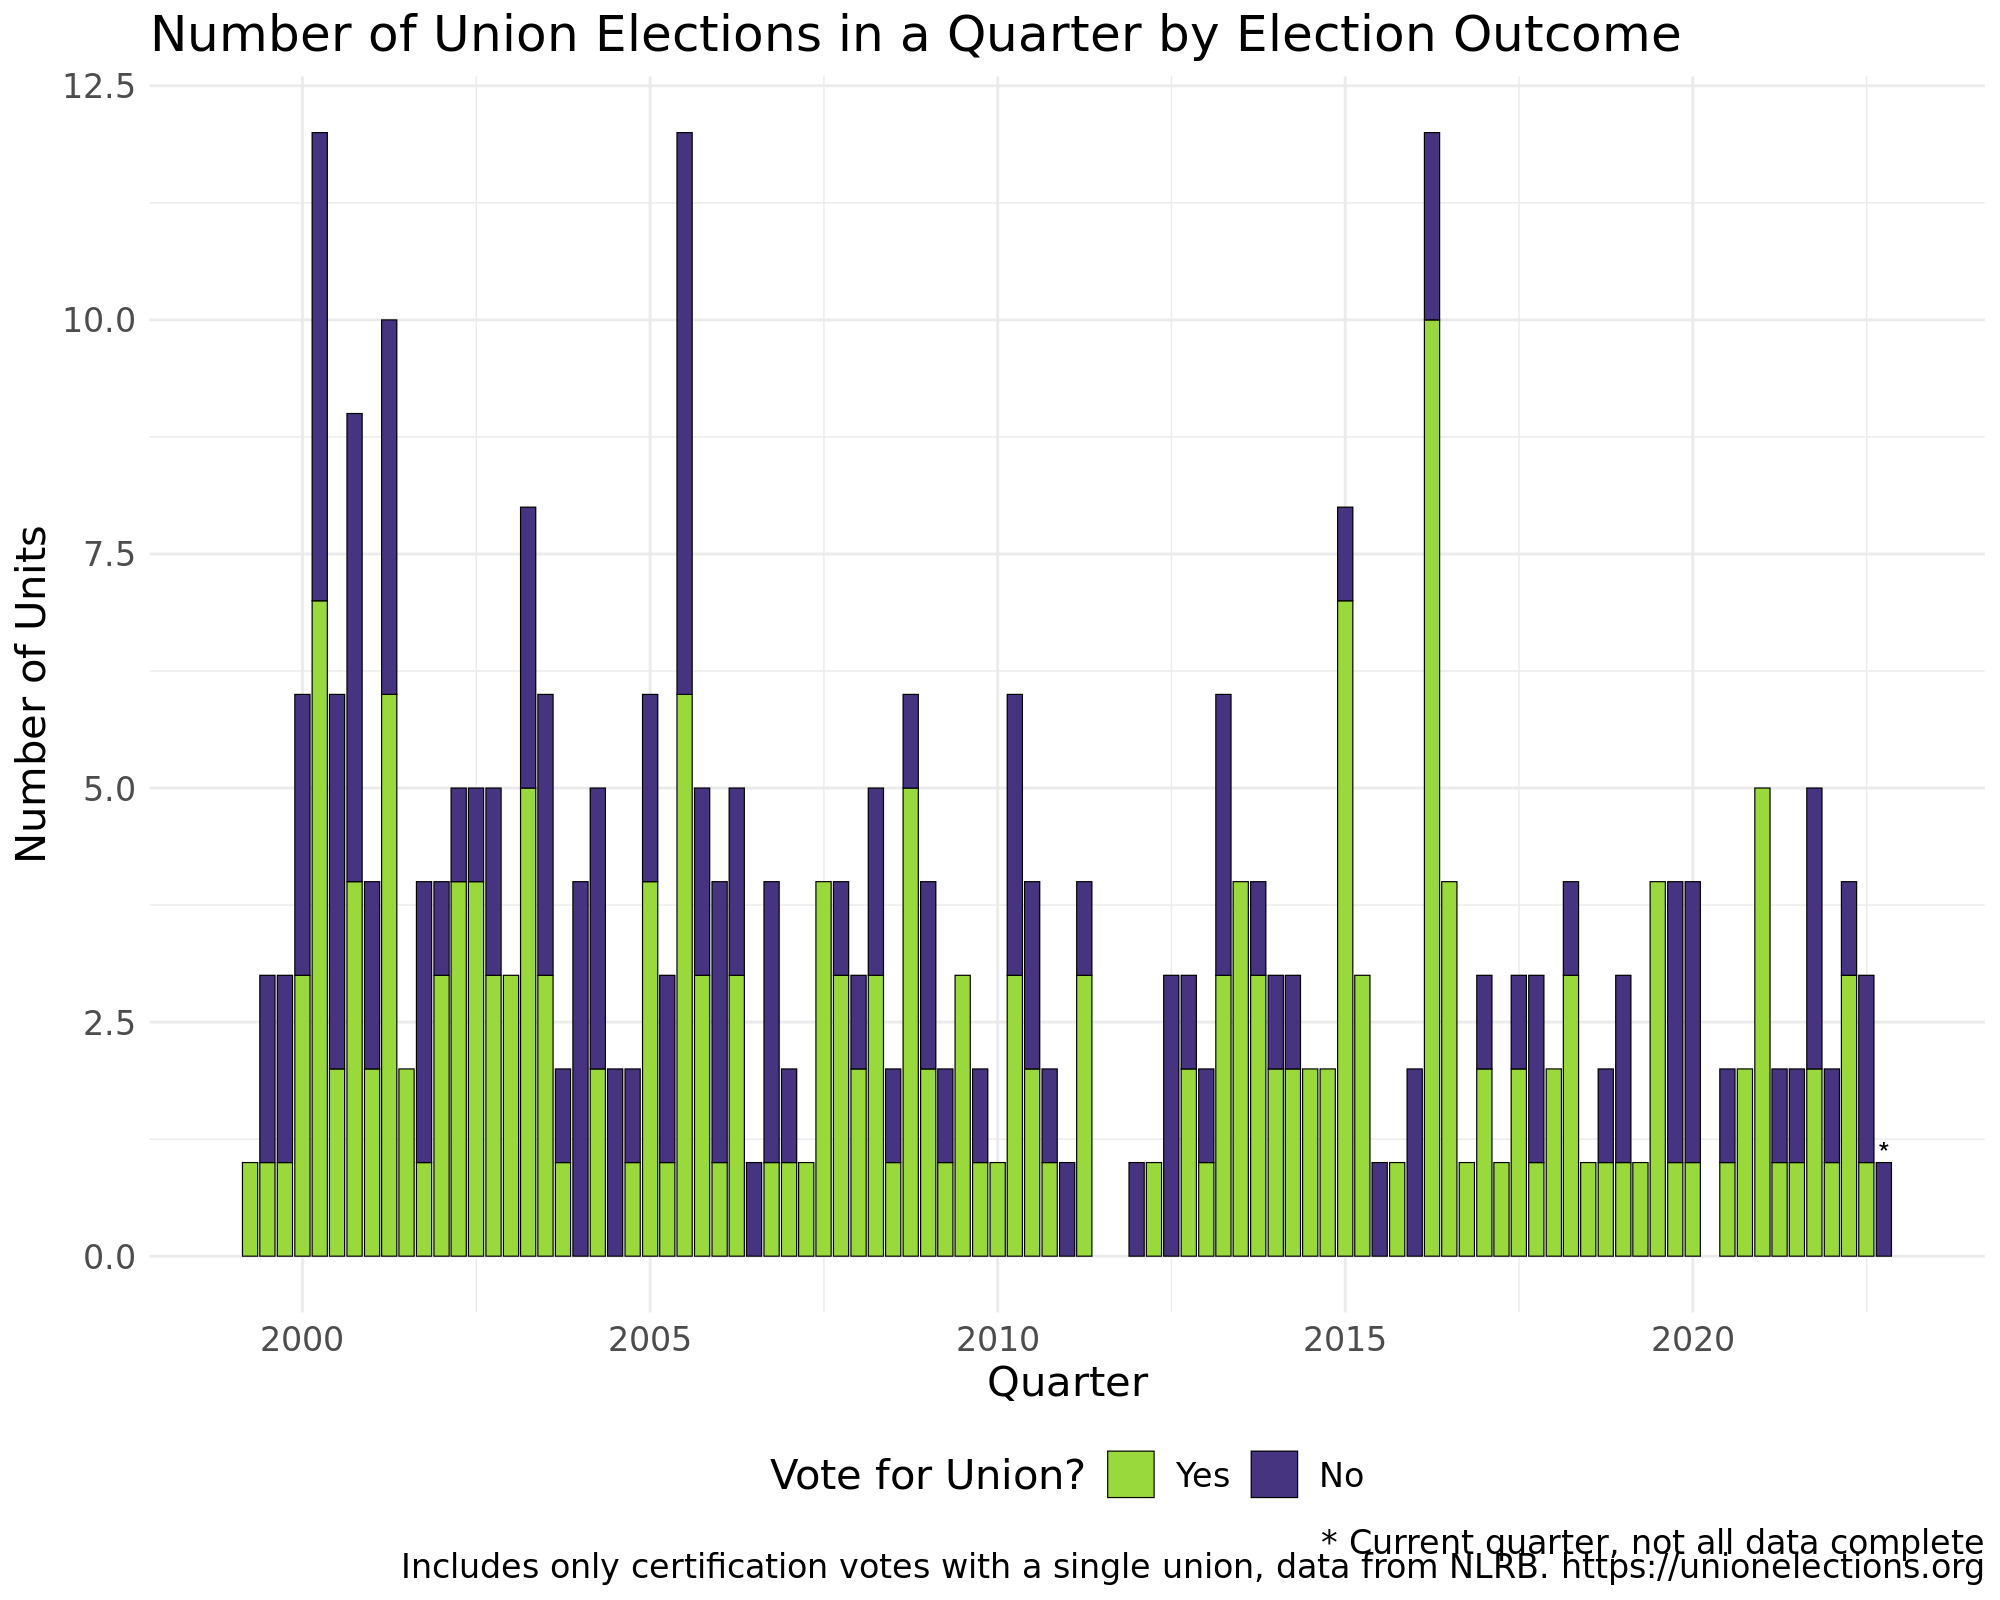 Number of Union Elections in a Quarter by Election Outcome
12.5
10.0
7.5
5.0
2.5
0.0
Number of Units
*
2000 2005 2010 2015 2020
Quarter
Vote for Union? Yes No
* Current quarter, not all data complete
Includes only certification votes with a single union, data from NLRB. https://unionelections.org